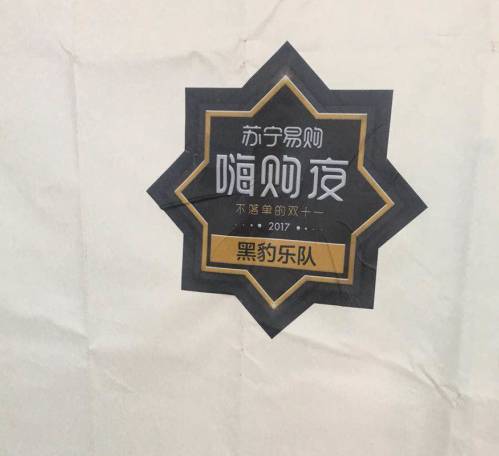 苏宁易购
嗨购夜
不落单的双十一
2017
黑豹乐队